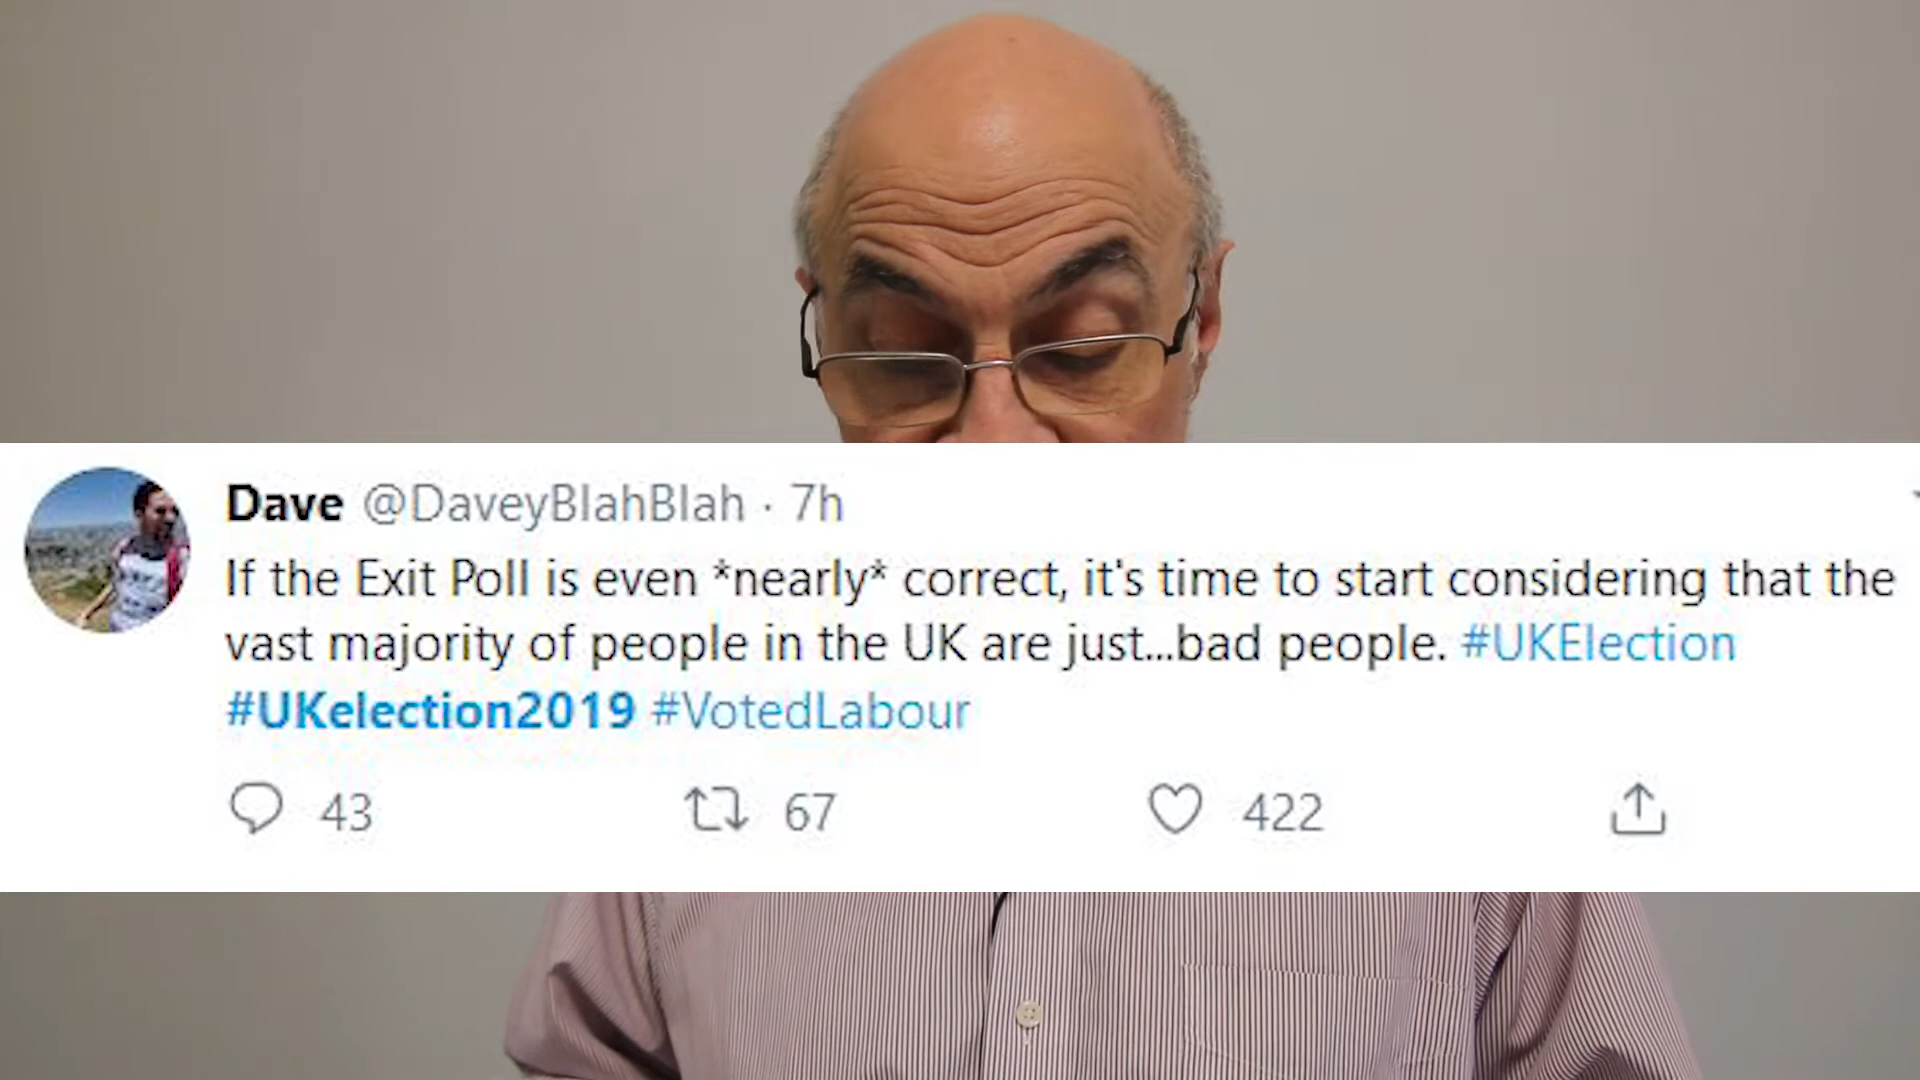 Dave @DaveyBlahBlah · 7h
If the Exit Poll is even *nearly* correct, it's time to start considering that the
vast majority of people in the UK are just...bad people. #UKElection
#UKelection2019 #VotedLabour
43 67 422